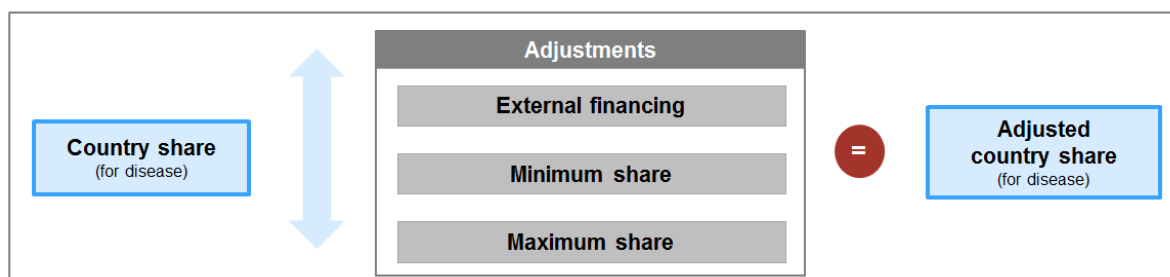 Adjustments
External financing
Country share
(for disease)
Minimum share
Maximum share
=
Adjusted
country share
(for disease)